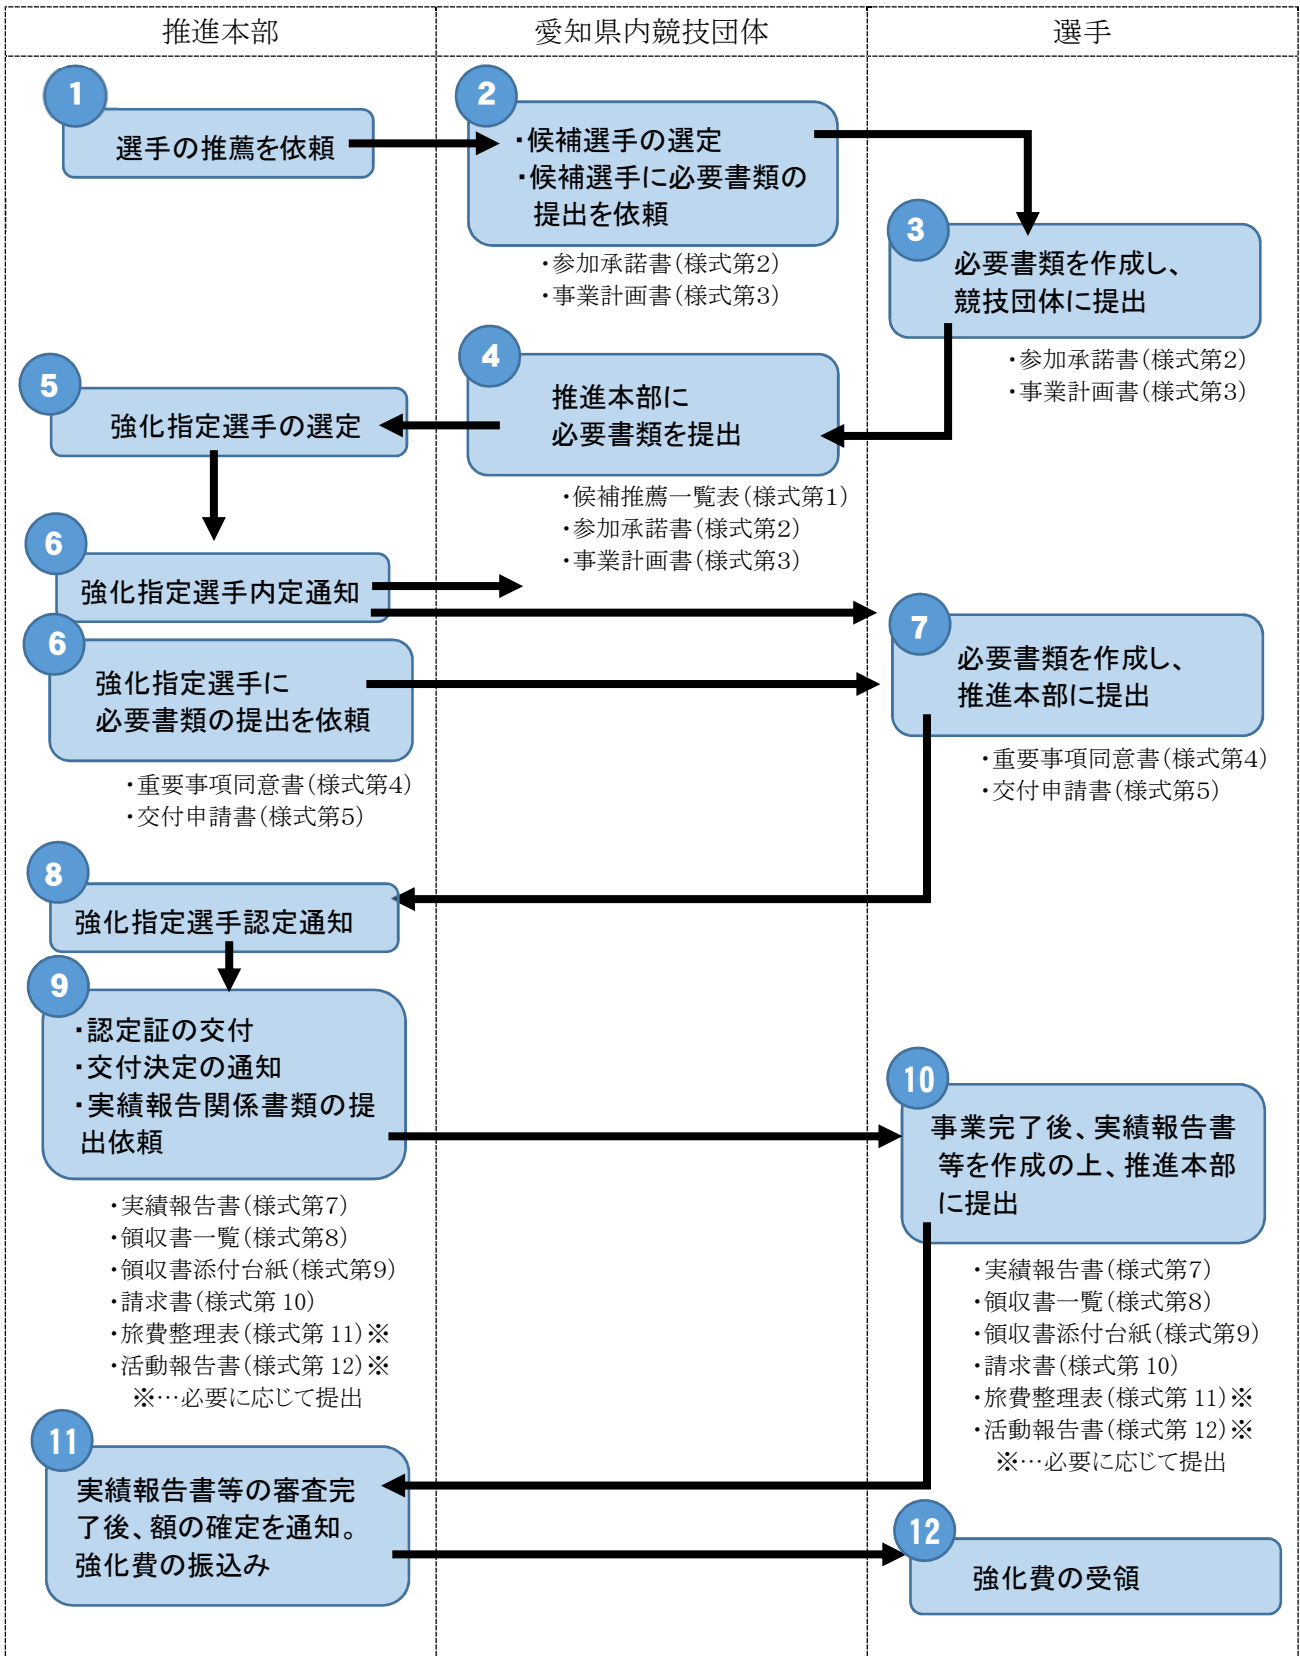 推進本部
愛知県内競技団体
選手
1
選手の推薦を依頼
2
・候補選手の選定
・候補選手に必要書類の
提出を依頼
・参加承諾書(様式第2)
・事業計画書(様式第3)
3
必要書類を作成し、
競技団体に提出
・参加承諾書(様式第2)
・事業計画書(様式第3)
4
推進本部に
必要書類を提出
・候補推薦一覧表(様式第1)
・参加承諾書(様式第2)
・事業計画書(様式第3)
5
強化指定選手の選定
6
強化指定選手内定通知
6
強化指定選手に
必要書類の提出を依頼
・重要事項同意書(様式第4)
・交付申請書(様式第5)
7
必要書類を作成し、
推進本部に提出
・重要事項同意書(様式第4)
・交付申請書(様式第5)
8
強化指定選手認定通知
9
・認定証の交付
・交付決定の通知
・実績報告関係書類の提
出依頼
・実績報告書(様式第7)
・領収書一覧(様式第8)
・領収書添付台紙(様式第9)
・請求書(様式第 10)
・旅費整理表(様式第 11)※
・活動報告書(様式第 12)※
※…必要に応じて提出
10
事業完了後、実績報告書
等を作成の上、推進本部
に提出
・実績報告書(様式第7)
・領収書一覧(様式第8)
・領収書添付台紙(様式第9)
・請求書(様式第 10)
・旅費整理表(様式第 11)※
・活動報告書(様式第 12)※
※…必要に応じて提出
11
実績報告書等の審査完
了後、額の確定を通知。
強化費の振込み
12
強化費の受領